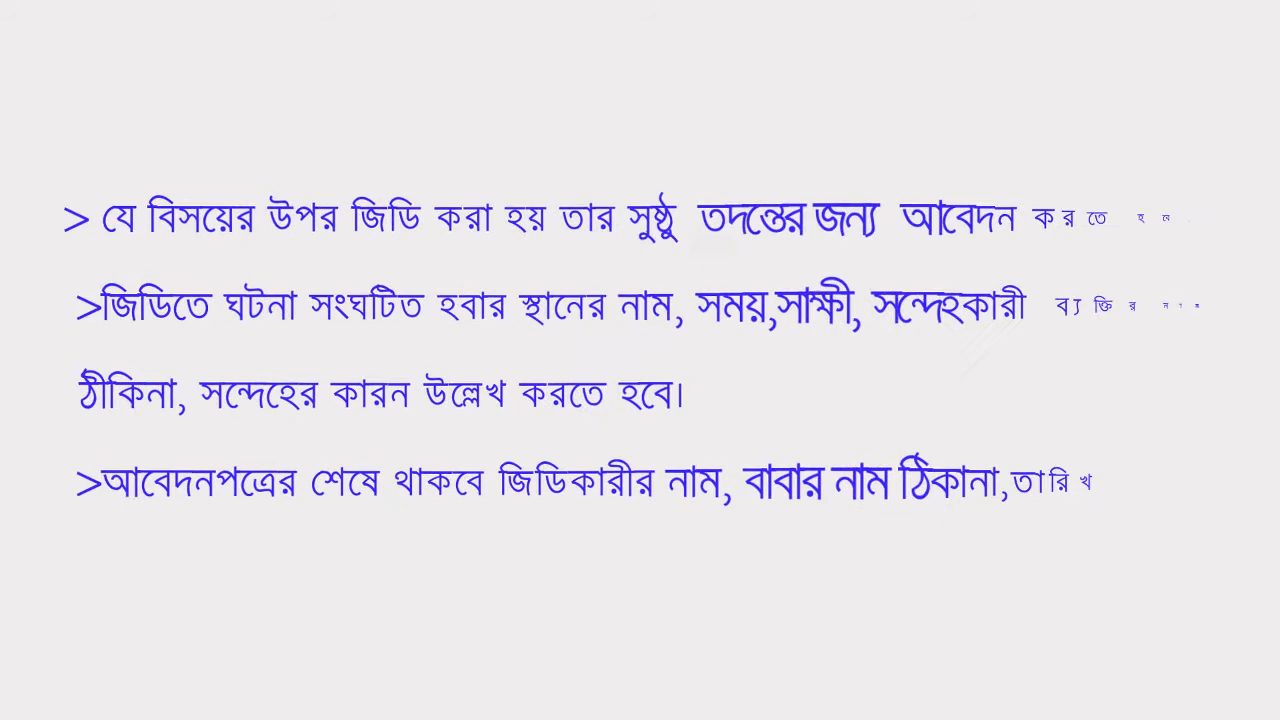 > যে বিসয়ের উপর জিডি করা হয় তার সুষ্ঠু তদন্তের জন্য আবেদন করতে
>জিডিতে ঘটনা সংঘটিত হবার স্থানের নাম, সময়,সাক্ষী, সন্দেহকারী ব্যক্তির
ঠীকিনা, সন্দেহের কারন উল্লেখ করতে হবে।
>আবেদনপত্রের শেষে থাকবে জিডিকারীর নাম, বাবার নাম ঠিকানা,তারিখ